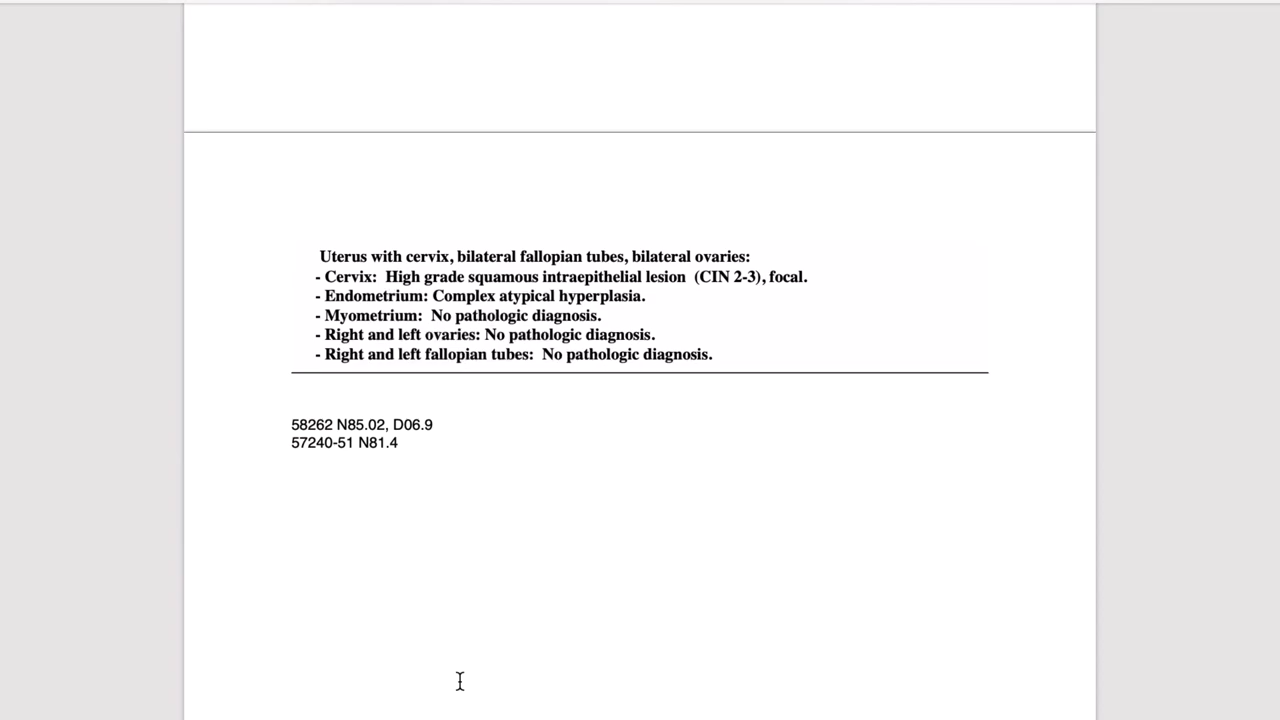 Uterus with cervix, bilateral fallopian tubes, bilateral ovaries:
- Cervix: High grade squamous intraepithelial lesion (CIN 2-3), focal.
- Endometrium: Complex atypical hyperplasia.
- Myometrium: No pathologic diagnosis.
- Right and left ovaries: No pathologic diagnosis.
- Right and left fallopian tubes: No pathologic diagnosis.
58262 N85.02, D06.9
57240-51 N81.4